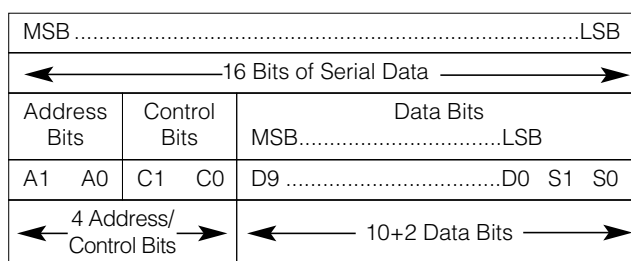 MSB..............................................................................LSB
16 Bits of Serial Data
Address Bits
Control Bits
Data Bits
MSB...................................LSB
A1 A0 C1 C0 D9 ...................................D0 S1 S0
4 Address/
Control Bits
10+2 Data Bits